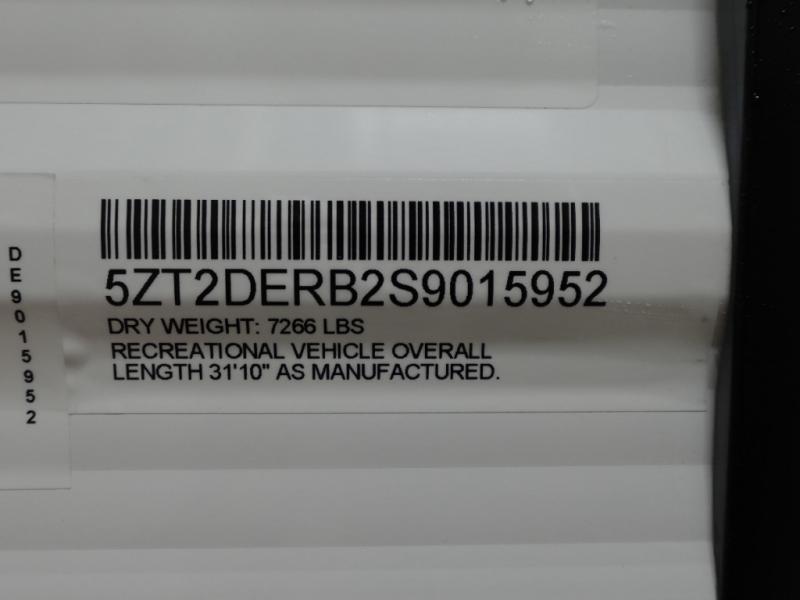 DE9015952
5ZT2DERB2S9015952
DRY WEIGHT: 7266 LBS
RECREATIONAL VEHICLE OVERALL
LENGTH 31'10" AS MANUFACTURED.